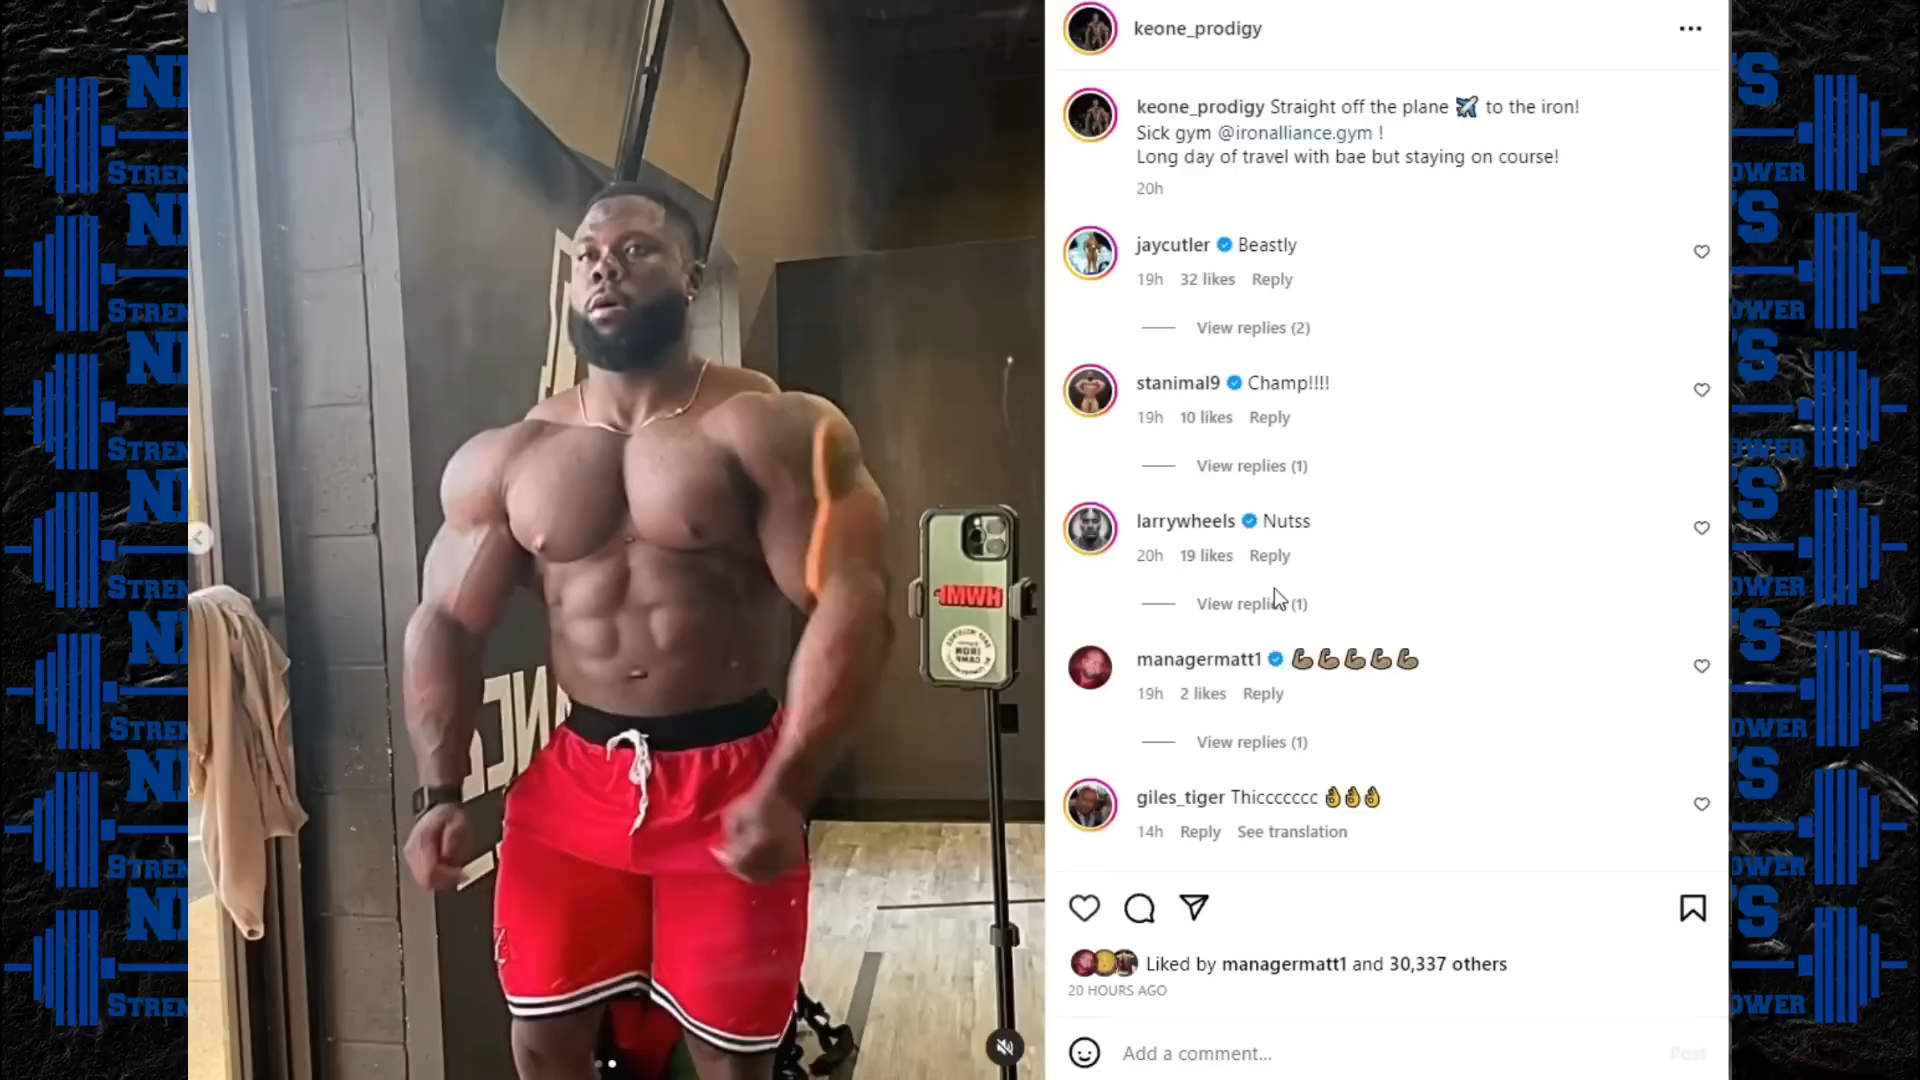 keone_prodigy
keone_prodigy Straight off the plane ✈️ to the iron!
Sick gym @ironalliance.gym !
Long day of travel with bae but staying on course!
20h
jaycutler Beastly
19h 32 likes Reply
View replies (2)
stanimal9 Champ!!!!
19h 10 likes Reply
View replies (1)
larrywheels Nutss
20h 19 likes Reply
View replies (1)
managermatt1 💪🏽💪🏽💪🏽💪🏽💪🏽
19h 2 likes Reply
View replies (1)
giles_tiger Thiccccccc 👌👌👌
14h Reply See translation
Liked by managermatt1 and 30,337 others
20 HOURS AGO
Add a comment...
Post